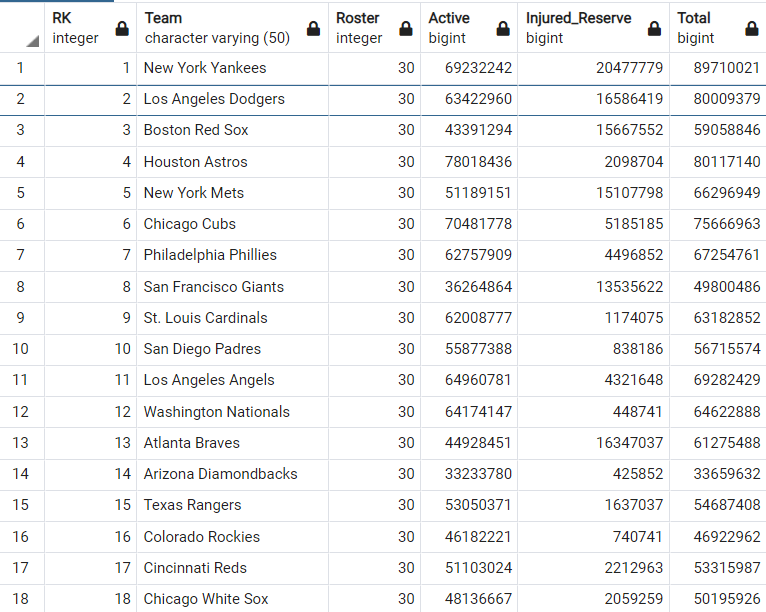 RK Team Roster Active Injured_Reserve Total
integer character varying (50) integer bigint bigint bigint
1 1 New York Yankees 30 69232242 20477779 89710021
2 2 Los Angeles Dodgers 30 63422960 16586419 80009379
3 3 Boston Red Sox 30 43391294 15667552 59058846
4 4 Houston Astros 30 78018436 2098704 80117140
5 5 New York Mets 30 51189151 15107798 66296949
6 6 Chicago Cubs 30 70481778 5185185 75666963
7 7 Philadelphia Phillies 30 62757909 4496852 67254761
8 8 San Francisco Giants 30 36264864 13535622 49800486
9 9 St. Louis Cardinals 30 62008777 1174075 63182852
10 10 San Diego Padres 30 55877388 838186 56715574
11 11 Los Angeles Angels 30 64960781 4321648 69282429
12 12 Washington Nationals 30 64174147 448741 64622888
13 13 Atlanta Braves 30 44928451 16347037 61275488
14 14 Arizona Diamondbacks 30 33233780 425852 33659632
15 15 Texas Rangers 30 53050371 1637037 54687408
16 16 Colorado Rockies 30 46182221 740741 46922962
17 17 Cincinnati Reds 30 51103024 2212963 53315987
18 18 Chicago White Sox 30 48136667 2059259 50195926